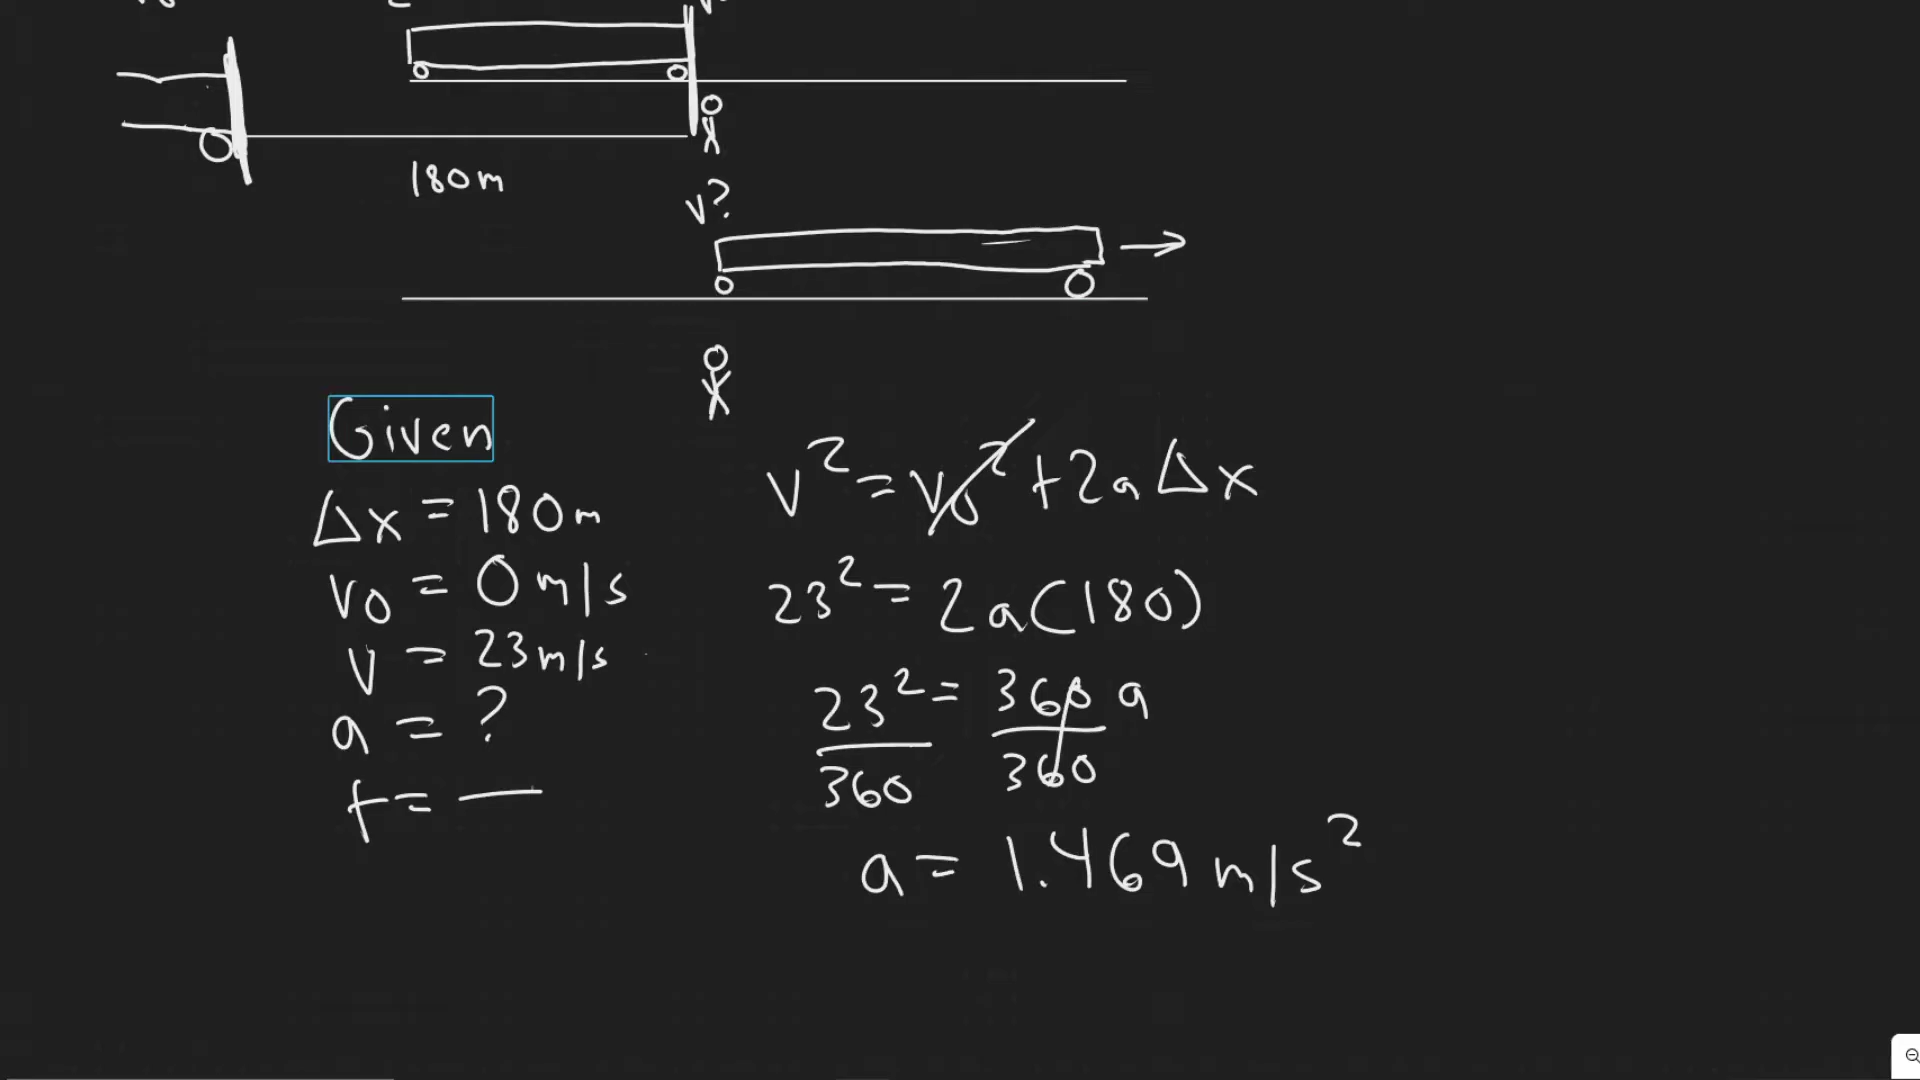 180m
v?
Given
Δx = 180m
v0 = 0m/s
v = 23m/s
a = ?
t = —
v² = v0² + 2aΔx
23² = 2a(180)
23² = 360 a
360 360
a = 1.469 m/s²